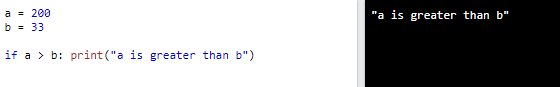 a = 200
b = 33
if a > b: print("a is greater than b")
"a is greater than b"